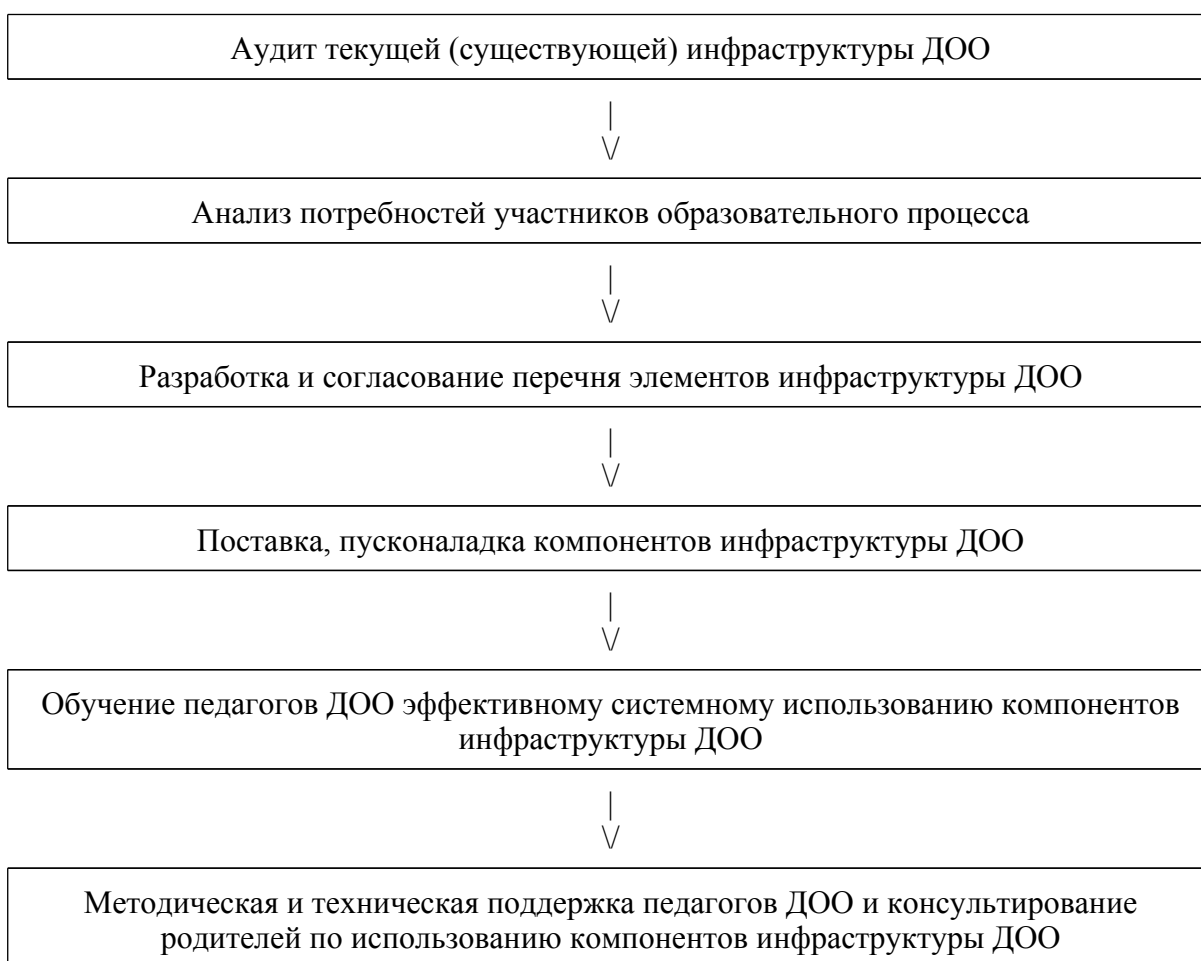 Аудит текущей (существующей) инфраструктуры ДОО
Анализ потребностей участников образовательного процесса
Разработка и согласование перечня элементов инфраструктуры ДОО
Поставка, пусконаладка компонентов инфраструктуры ДОО
Обучение педагогов ДОО эффективному системному использованию компонентов
инфраструктуры ДОО
Методическая и техническая поддержка педагогов ДОО и консультирование
родителей по использованию компонентов инфраструктуры ДОО